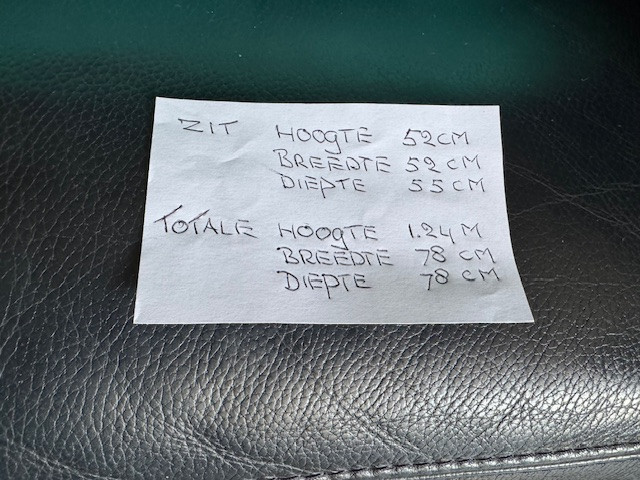 ZIT HOOGTE 52CM
BREEDTE 52 CM
DIEPTE 55 CM
TOTALE HOOGTE 1.24 M
BREEDTE 78 CM
DIEPTE 78 CM